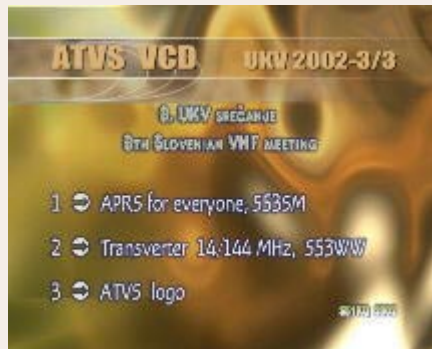 ATVS VCD UKV 2002-3/3
8. UKV SREČANJE
8TH SLOVENIAN VHF MEETING
1 ➲ APRS for everyone, S53SM
2 ➲ Transverter 14/144 MHz, S53WW
3 ➲ ATVS logo